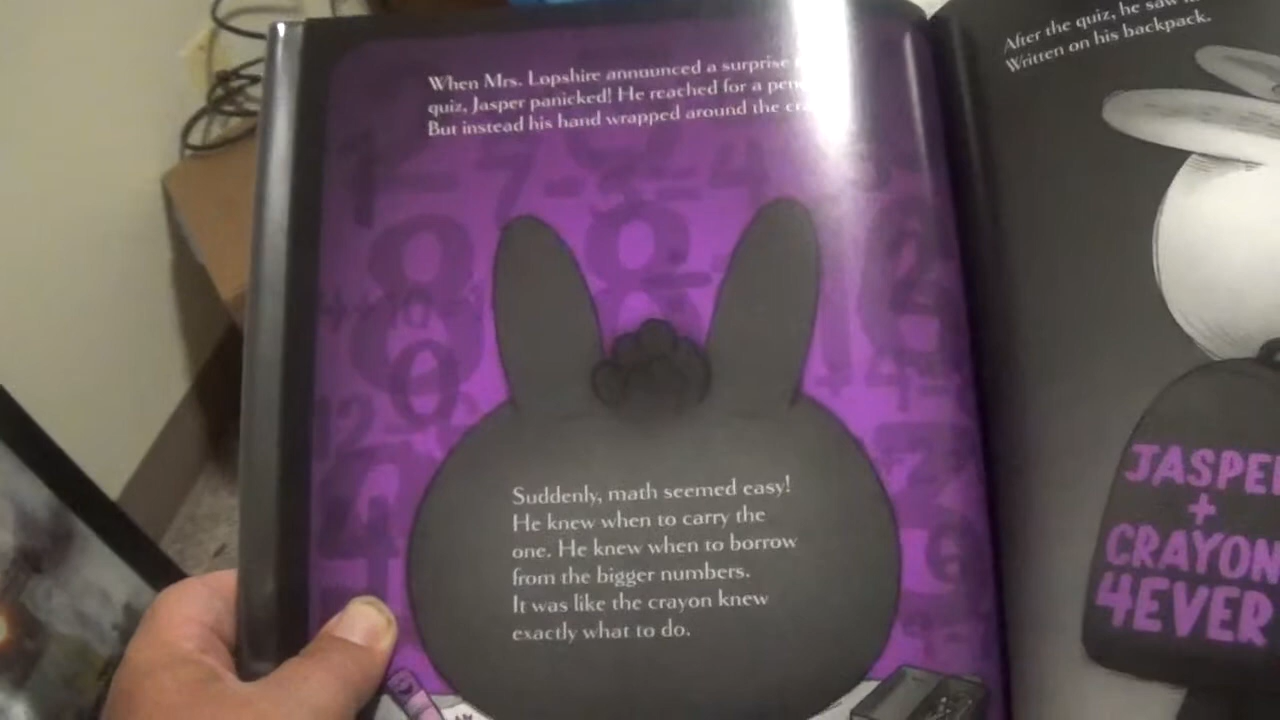 When Mrs. Lopshire announced a surprise
quiz, Jasper panicked! He reached for a
But instead his hand wrapped around the
Suddenly, math seemed easy!
He knew when to carry the
one. He knew when to borrow
from the bigger numbers.
It was like the crayon knew
exactly what to do.
After the quiz, he saw
Written on his backpack.
JASPER
+
CRAYON
4EVER